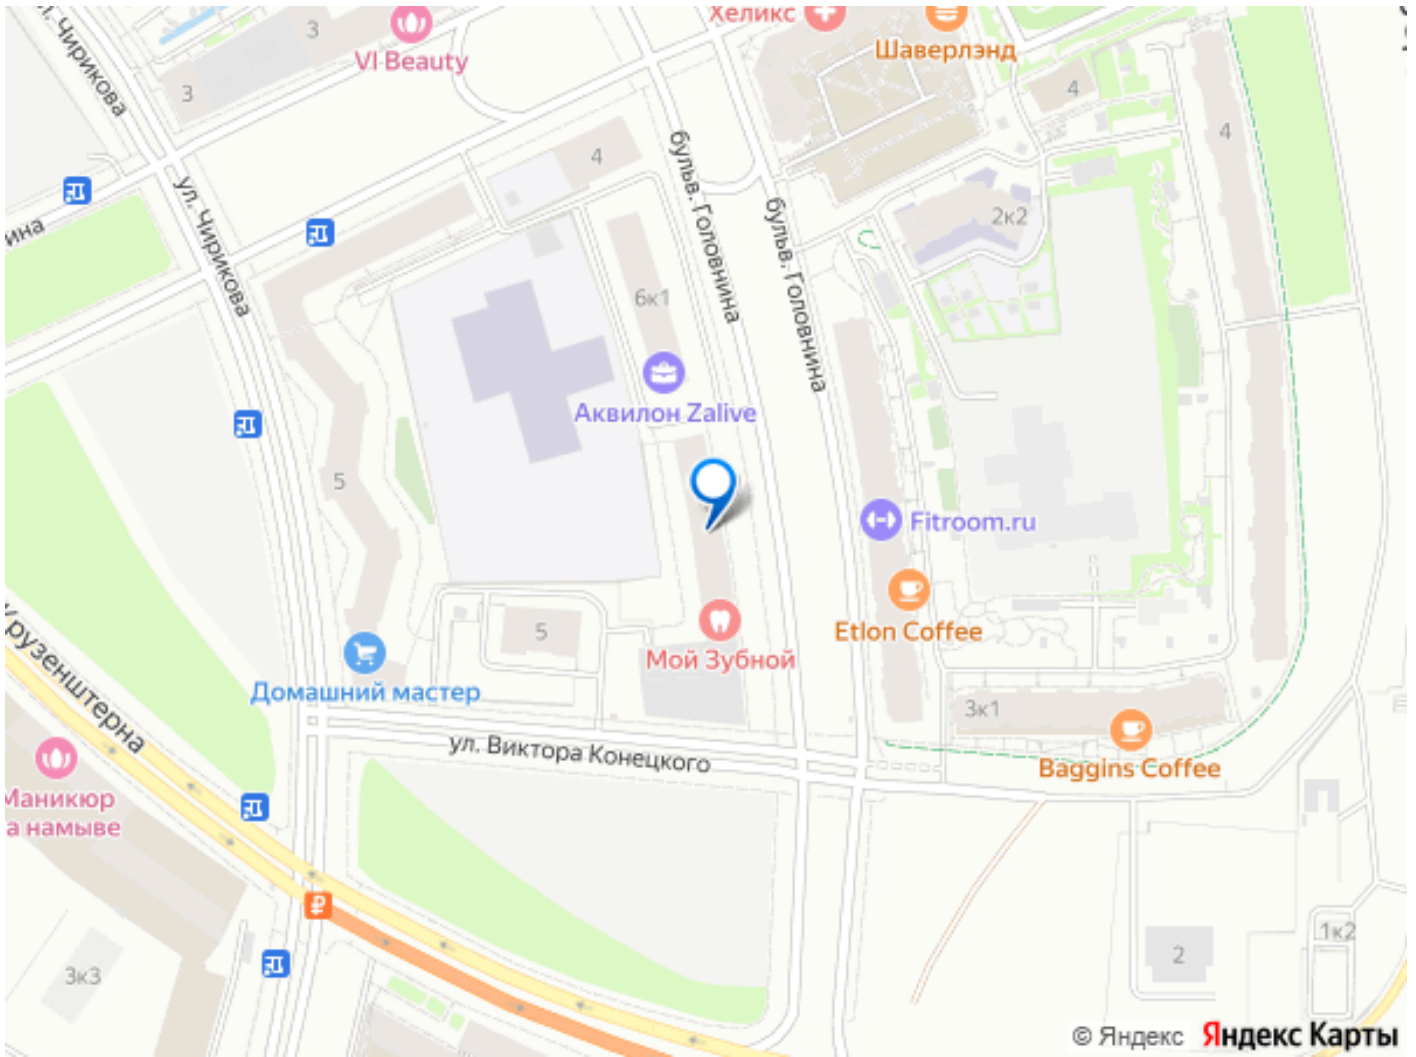 Хеликс
Шаверлэнд
VI Beauty
ул. Чирикова
3
3
4
4
4
бульв. Головнина
бульв. Головнина
ул. Чирикова
2к2
ина
6к1
Аквилон Zalive
5
Fitroom.ru
Etlon Coffee
5
Мой Зубной
Домашний мастер
Крузенштерна
3к1
ул. Виктора Конецкого
Baggins Coffee
Маникюр
а намыве
3к3
2
1к2
© Яндекс Яндекс Карты